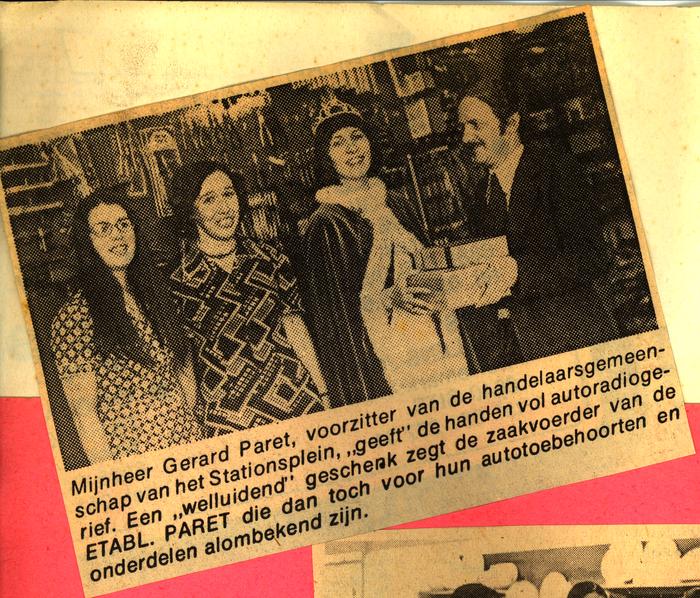 Mijnheer Gerard Paret, voorzitter van de handelaarsgemeen-
schap van het Stationsplein, „geeft” de handen vol autoradioge-
rief. Een „welluidend” geschenk zegt de zaakvoerder van de
ETABL. PARET die dan toch voor hun autotoebehoorten en
onderdelen alombekend zijn.